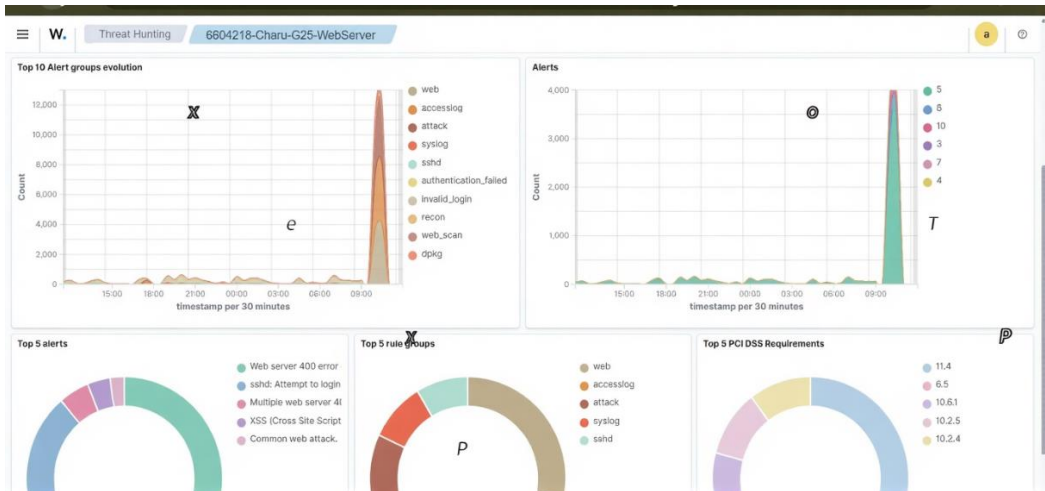 W. Threat Hunting 6604218-Charu-G25-WebServer a
Top 10 Alert groups evolution
12,000
10,000
8,000
6,000
4,000
2,000
0
Count
15:00 18:00 21:00 00:00 03:00 06:00 09:00
timestamp per 30 minutes
web
accesslog
attack
syslog
sshd
authentication_failed
invalid_login
recon
web_scan
dpkg
X
e
Alerts
4,000
3,000
2,000
1,000
0
Count
15:00 18:00 21:00 00:00 03:00 06:00 09:00
timestamp per 30 minutes
5
10
3
7
4
O
T
Top 5 alerts
Web server 400 error
sshd: Attempt to login
Multiple web server 4(
XSS (Cross Site Script
Common web attack.
Top 5 rule groups
X
web
accesslog
attack
syslog
sshd
P
Top 5 PCI DSS Requirements
P
11.4
6.5
10.6.1
10.2.5
10.2.4